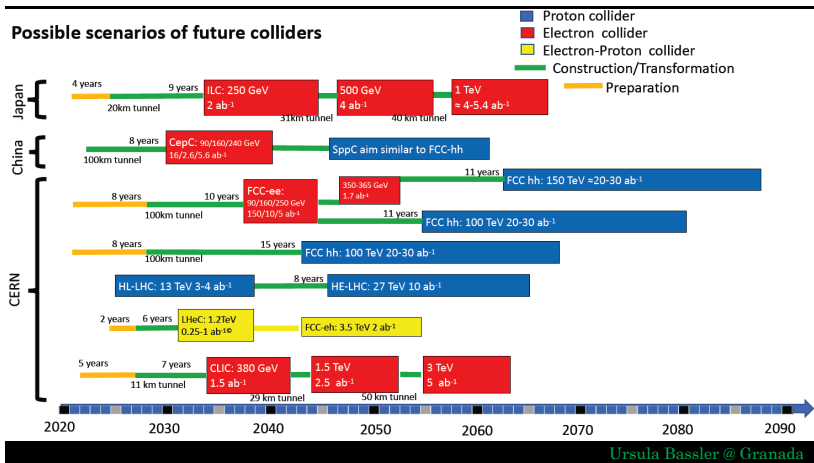 Possible scenarios of future colliders
Proton collider
Electron collider
Electron-Proton collider
Construction/Transformation
Preparation
Japan
4 years
9 years
20km tunnel
ILC: 250 GeV
2 ab-1
31km tunnel
500 GeV
4 ab-1
40 km tunnel
1 TeV
≈ 4-5.4 ab-1
China
8 years
100km tunnel
CepC: 90/160/240 GeV
16/2.6/5.6 ab-1
SppC aim similar to FCC-hh
CERN
8 years
10 years
100km tunnel
FCC-ee:
90/160/250 GeV
150/10/5 ab-1
350-365 GeV
1.7 ab-1
11 years
FCC hh: 150 TeV ≈20-30 ab-1
11 years
FCC hh: 100 TeV 20-30 ab-1
8 years
15 years
100km tunnel
FCC hh: 100 TeV 20-30 ab-1
HL-LHC: 13 TeV 3-4 ab-1
8 years
HE-LHC: 27 TeV 10 ab-1
2 years
6 years
LHeC: 1.2TeV
0.25-1 ab-1©
FCC-eh: 3.5 TeV 2 ab-1
5 years
7 years
11 km tunnel
CLIC: 380 GeV
1.5 ab-1
29 km tunnel
1.5 TeV
2.5 ab-1
50 km tunnel
3 TeV
5 ab-1
2020
2030
2040
2050
2060
2070
2080
2090
Ursula Bassler @ Granada